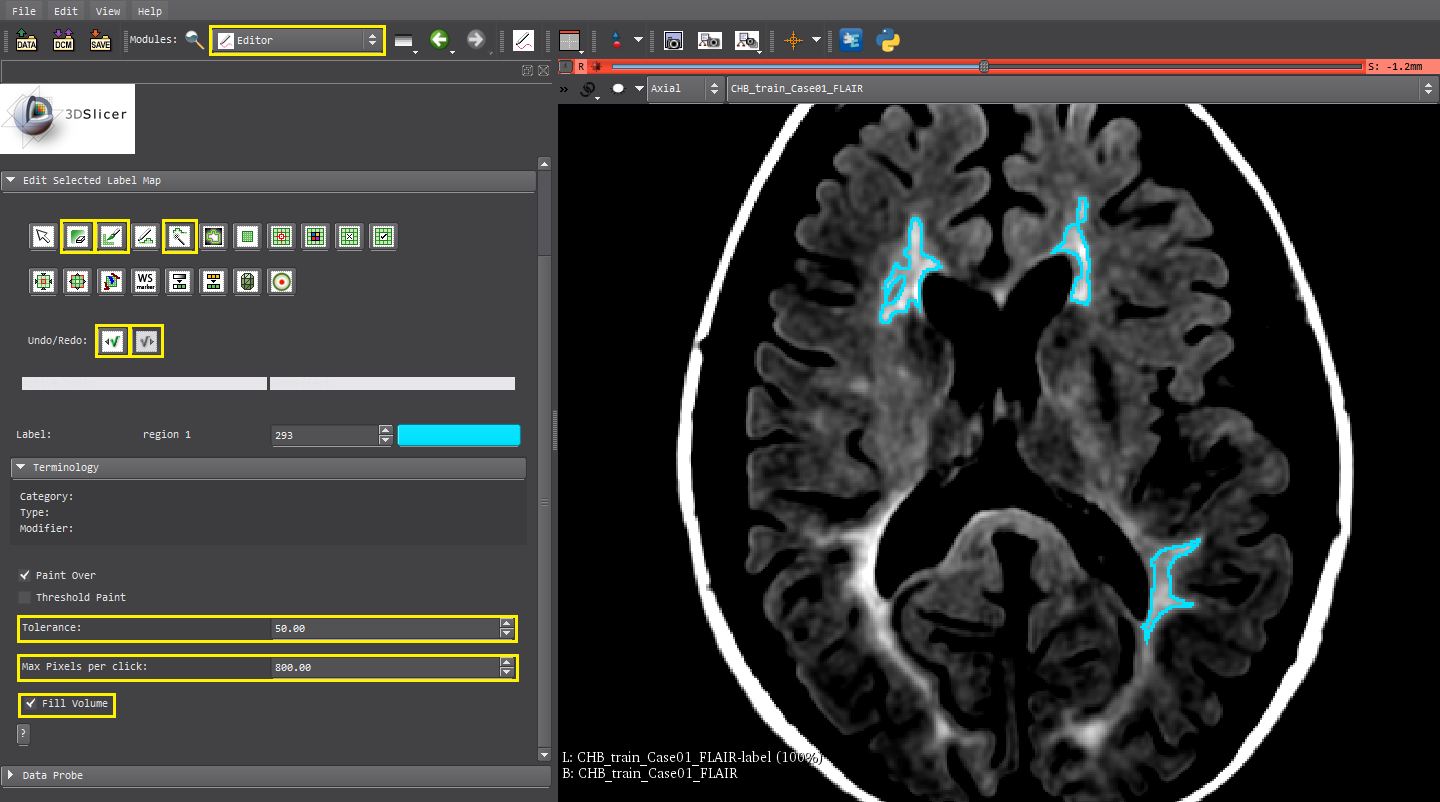 File Edit View Help
DATA DCM SAVE Modules: Editor
R S: -1.2mm
Axial CHB_train_Case01_FLAIR
3DSlicer
Edit Selected Label Map
WS
marker
Undo/Redo:
Label: region 1 293
Terminology
Category:
Type:
Modifier:
Paint Over
Threshold Paint
Tolerance: 50.00
Max Pixels per click: 800.00
Fill Volume
?
Data Probe
L: CHB_train_Case01_FLAIR-label (100%)
B: CHB_train_Case01_FLAIR